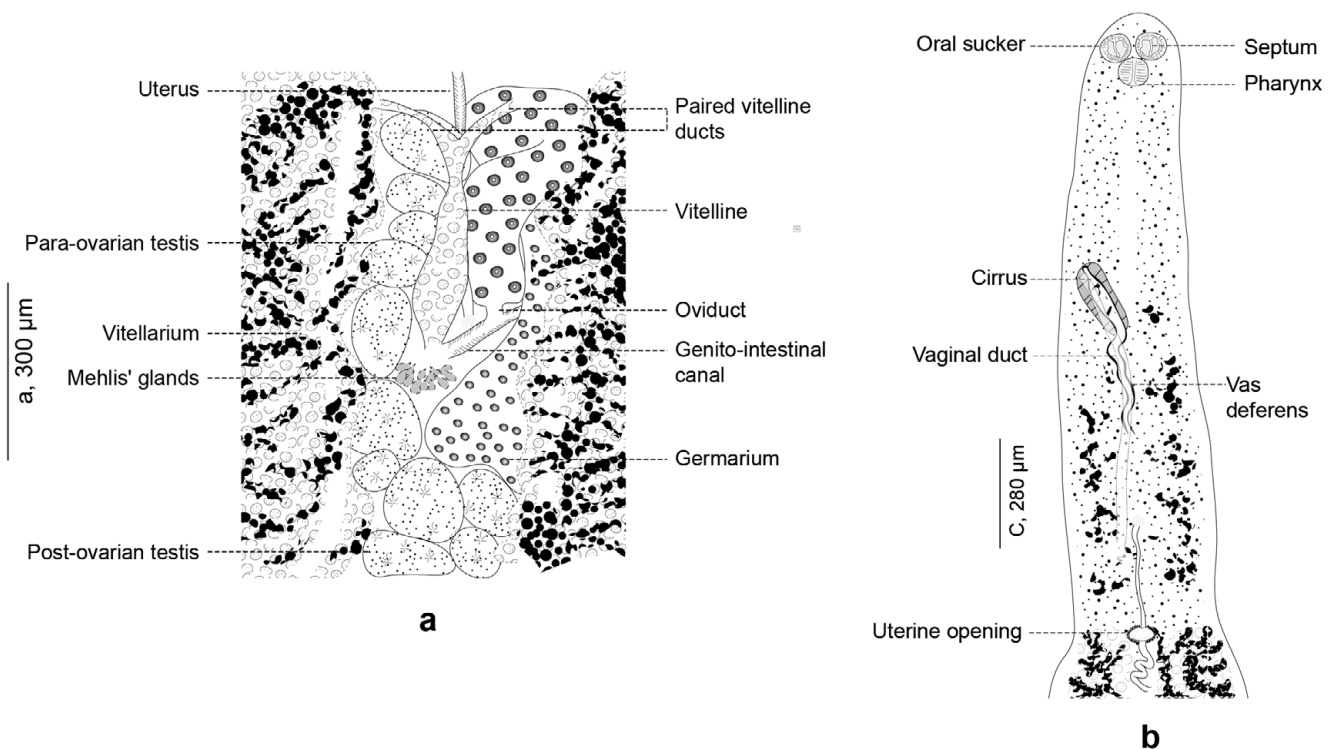 Uterus
Para-ovarian testis
Vitellarium
Mehlis' glands
Post-ovarian testis
a, 300 µm
Paired vitelline
ducts
Vitelline
Oviduct
Genito-intestinal
canal
Germarium
a
Oral sucker
Septum
Pharynx
Cirrus
Vaginal duct
Vas
deferens
C, 280 µm
Uterine opening
b